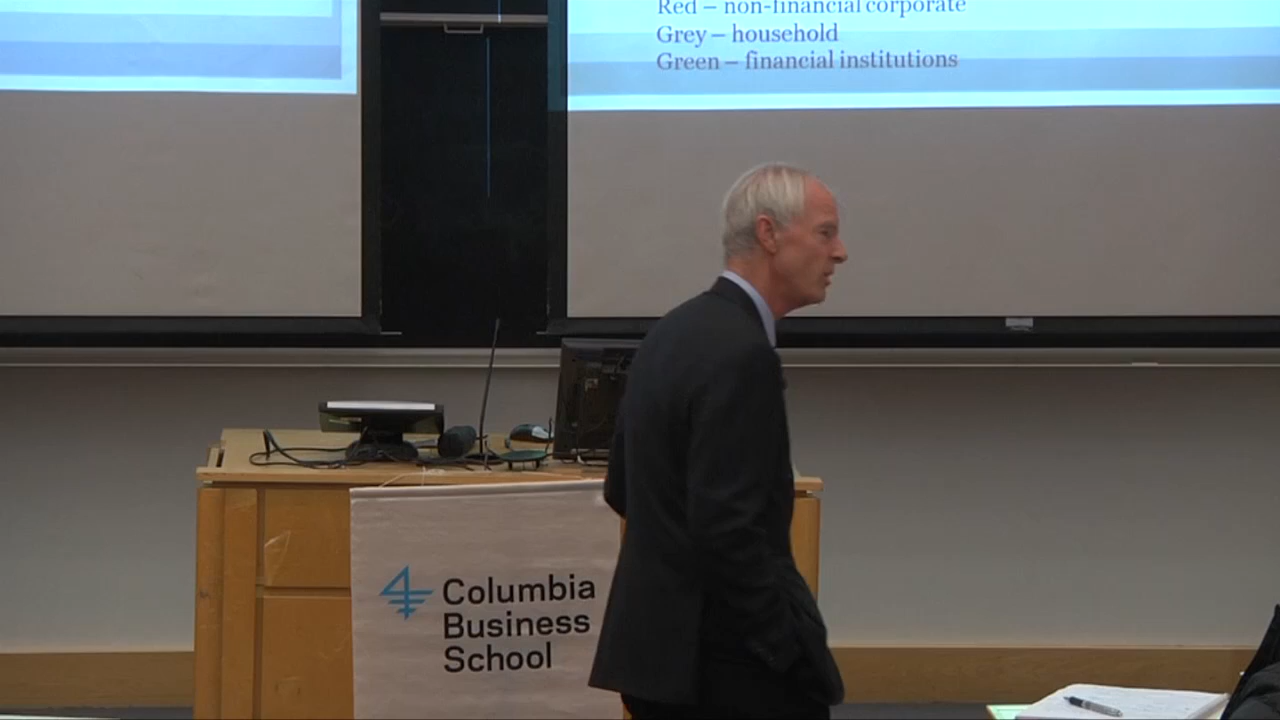 Red – non-financial corporate
Grey – household
Green – financial institutions
Columbia
Business
School